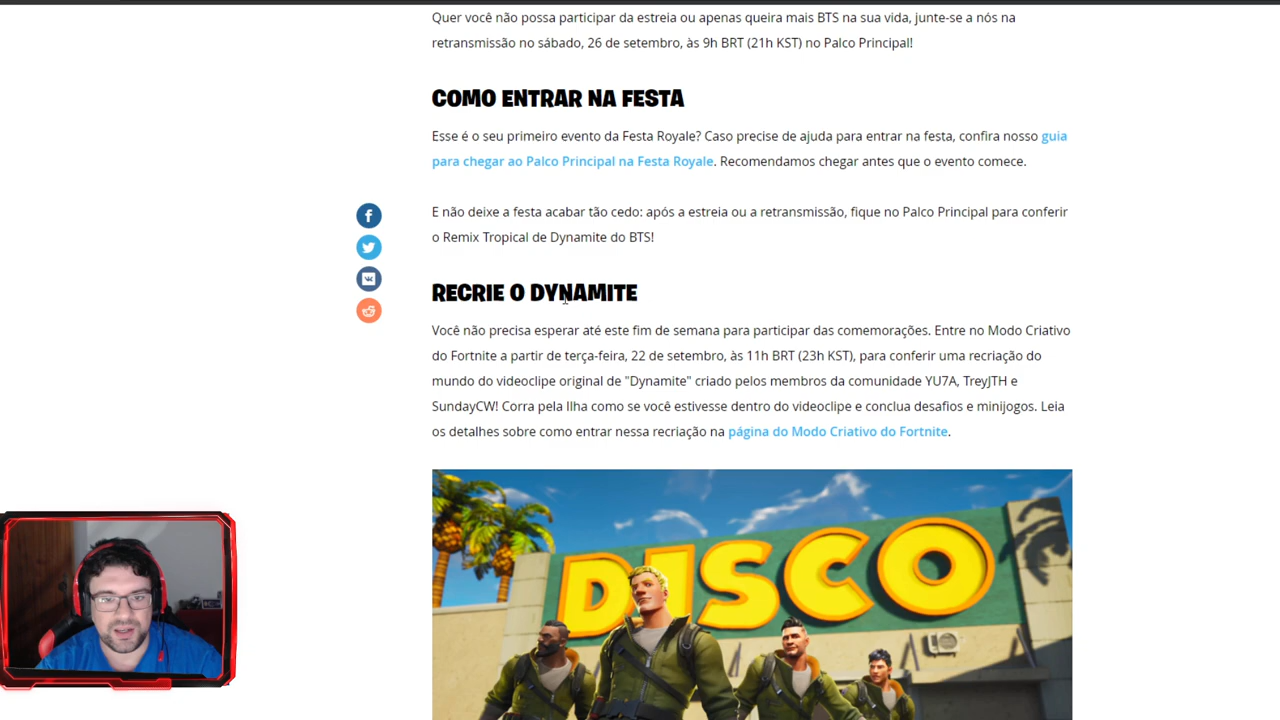 Quer você não possa participar da estreia ou apenas queira mais BTS na sua vida, junte-se a nós na
retransmissão no sábado, 26 de setembro, às 9h BRT (21h KST) no Palco Principal!
COMO ENTRAR NA FESTA
Esse é o seu primeiro evento da Festa Royale? Caso precise de ajuda para entrar na festa, confira nosso guia
para chegar ao Palco Principal na Festa Royale. Recomendamos chegar antes que o evento comece.
E não deixe a festa acabar tão cedo: após a estreia ou a retransmissão, fique no Palco Principal para conferir
o Remix Tropical de Dynamite do BTS!
RECRIE O DYNAMITE
Você não precisa esperar até este fim de semana para participar das comemorações. Entre no Modo Criativo
do Fortnite a partir de terça-feira, 22 de setembro, às 11h BRT (23h KST), para conferir uma recriação do
mundo do videoclipe original de "Dynamite" criado pelos membros da comunidade YU7A, TreyJTH e
SundayCW! Corra pela Ilha como se você estivesse dentro do videoclipe e conclua desafios e minijogos. Leia
os detalhes sobre como entrar nessa recriação na página do Modo Criativo do Fortnite.
DISCO